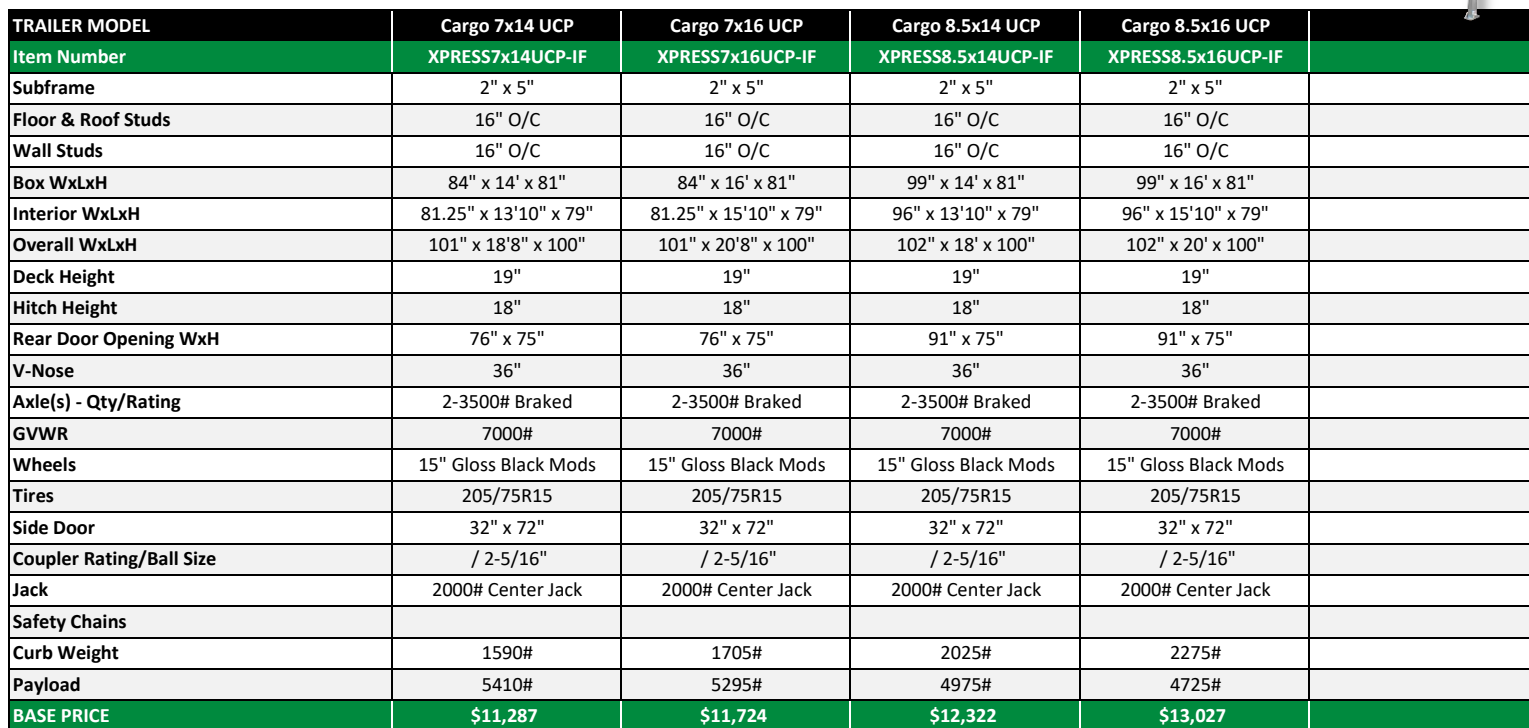 TRAILER MODEL Cargo 7x14 UCP Cargo 7x16 UCP Cargo 8.5x14 UCP Cargo 8.5x16 UCP
Item Number XPRESS7x14UCP-IF XPRESS7x16UCP-IF XPRESS8.5x14UCP-IF XPRESS8.5x16UCP-IF
Subframe 2" x 5" 2" x 5" 2" x 5" 2" x 5"
Floor & Roof Studs 16" O/C 16" O/C 16" O/C 16" O/C
Wall Studs 16" O/C 16" O/C 16" O/C 16" O/C
Box WxLxH 84" x 14' x 81" 84" x 16' x 81" 99" x 14' x 81" 99" x 16' x 81"
Interior WxLxH 81.25" x 13'10" x 79" 81.25" x 15'10" x 79" 96" x 13'10" x 79" 96" x 15'10" x 79"
Overall WxLxH 101" x 18'8" x 100" 101" x 20'8" x 100" 102" x 18' x 100" 102" x 20' x 100"
Deck Height 19" 19" 19" 19"
Hitch Height 18" 18" 18" 18"
Rear Door Opening WxH 76" x 75" 76" x 75" 91" x 75" 91" x 75"
V-Nose 36" 36" 36" 36"
Axle(s) - Qty/Rating 2-3500# Braked 2-3500# Braked 2-3500# Braked 2-3500# Braked
GVWR 7000# 7000# 7000# 7000#
Wheels 15" Gloss Black Mods 15" Gloss Black Mods 15" Gloss Black Mods 15" Gloss Black Mods
Tires 205/75R15 205/75R15 205/75R15 205/75R15
Side Door 32" x 72" 32" x 72" 32" x 72" 32" x 72"
Coupler Rating/Ball Size / 2-5/16" / 2-5/16" / 2-5/16" / 2-5/16"
Jack 2000# Center Jack 2000# Center Jack 2000# Center Jack 2000# Center Jack
Safety Chains
Curb Weight 1590# 1705# 2025# 2275#
Payload 5410# 5295# 4975# 4725#
BASE PRICE $11,287 $11,724 $12,322 $13,027